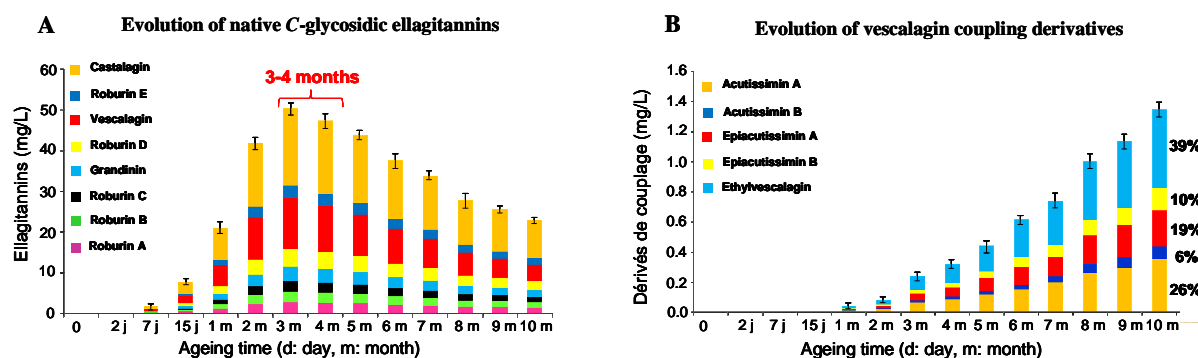 A
Evolution of native C-glycosidic ellagitannins
60
50
40
30
20
10
0
Ellagitannins (mg/L)
Castalagin
Roburin E
Vescalagin
Roburin D
Grandinin
Roburin C
Roburin B
Roburin A
3-4 months
0 2 j 7 j 15 j 1 m 2 m 3 m 4 m 5 m 6 m 7 m 8 m 9 m 10 m
Ageing time (d: day, m: month)
B
Evolution of vescalagin coupling derivatives
1.6
1.4
1.2
1.0
0.8
0.6
0.4
0.2
0.0
Dérivés de couplage (mg/L)
Acutissimin A
Acutissimin B
Epiacutissimin A
Epiacutissimin B
Ethylvescalagin
39%
10%
19%
6%
26%
0 2 j 7 j 15 j 1 m 2 m 3 m 4 m 5 m 6 m 7 m 8 m 9 m 10 m
Ageing time (d: day, m: month)